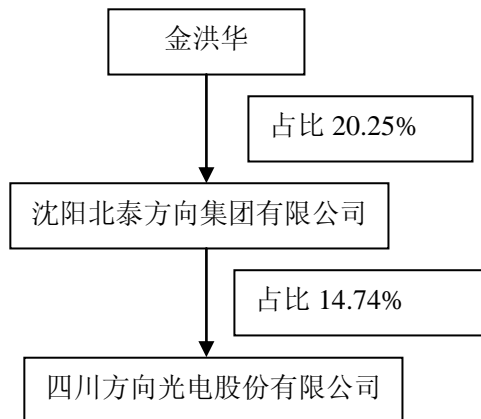 金洪华
占比 20.25%
沈阳北泰方向集团有限公司
占比 14.74%
四川方向光电股份有限公司